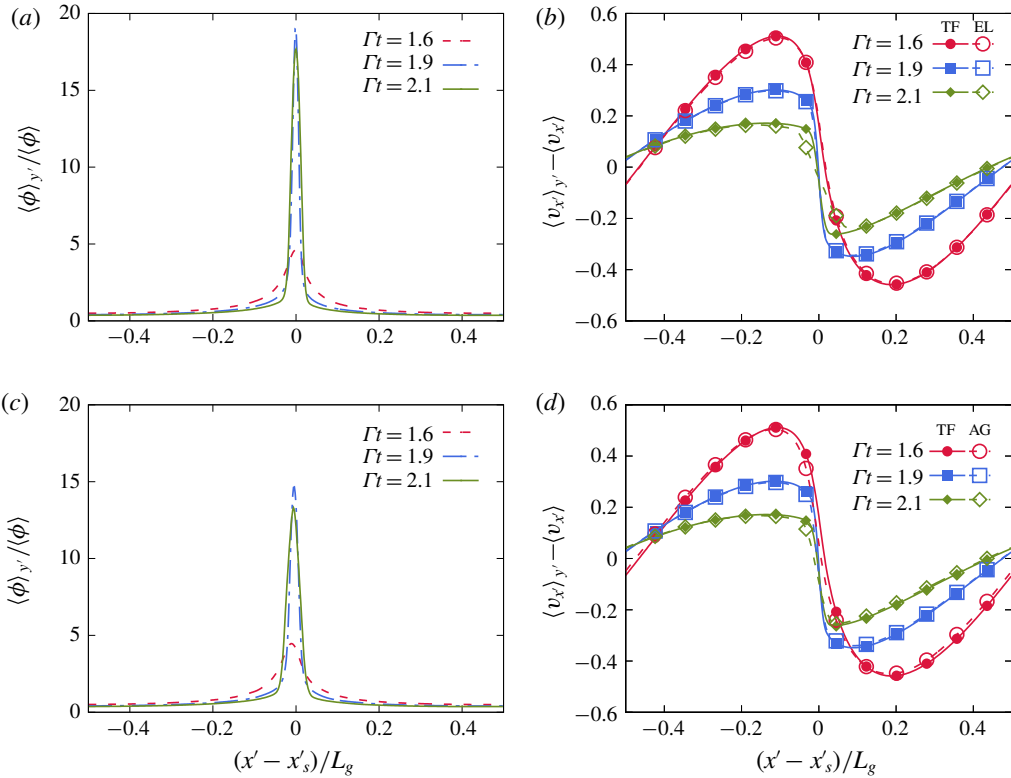 (a)
20
15
10
5
0
⟨ϕ⟩y′/⟨ϕ⟩
−0.4 −0.2 0 0.2 0.4
Γt = 1.6
Γt = 1.9
Γt = 2.1
(b)
0.6
0.4
0.2
0
−0.2
−0.4
−0.6
⟨vx′⟩y′ − ⟨vx′⟩
−0.4 −0.2 0 0.2 0.4
TF EL
Γt = 1.6
Γt = 1.9
Γt = 2.1
(c)
20
15
10
5
0
⟨ϕ⟩y′/⟨ϕ⟩
−0.4 −0.2 0 0.2 0.4
(x′ − x′s)/Lg
Γt = 1.6
Γt = 1.9
Γt = 2.1
(d)
0.6
0.4
0.2
0
−0.2
−0.4
−0.6
⟨vx′⟩y′ − ⟨vx′⟩
−0.4 −0.2 0 0.2 0.4
(x′ − x′s)/Lg
TF AG
Γt = 1.6
Γt = 1.9
Γt = 2.1